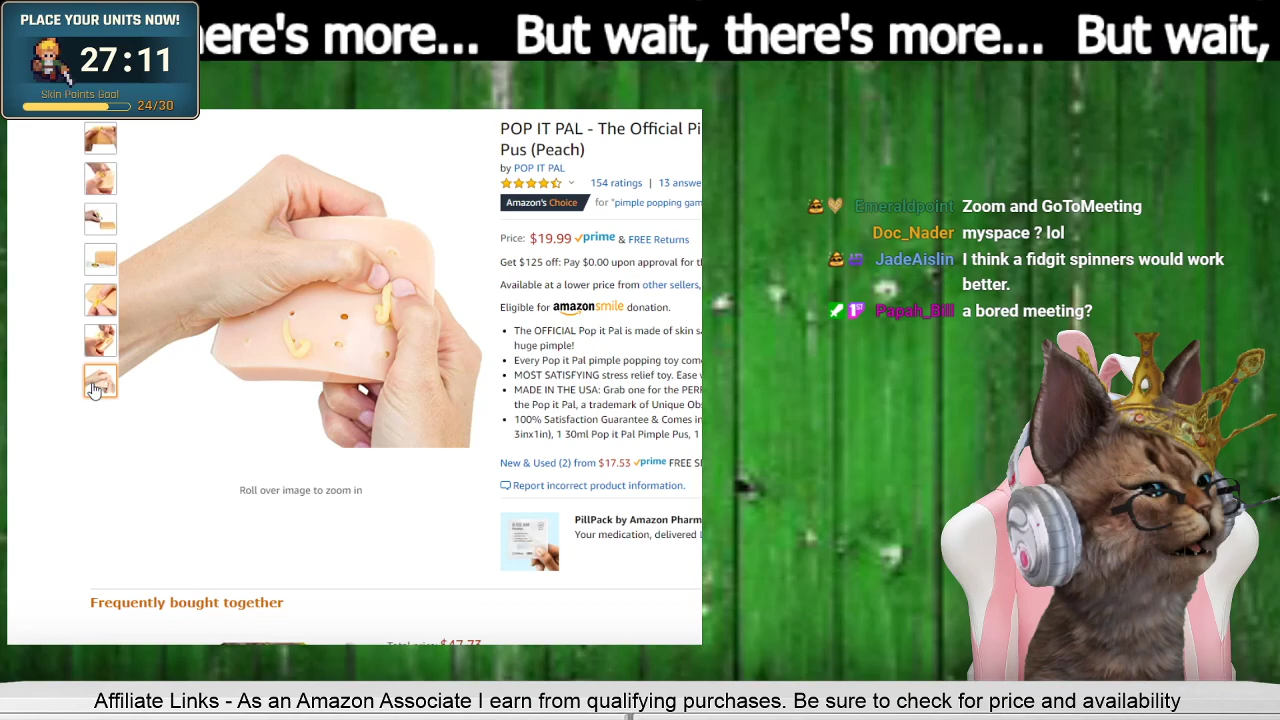 PLACE YOUR UNITS NOW!
27:11
Skin Points Goal
24/30
here's more... But wait, there's more... But wait,
POP IT PAL - The Official Pi
Pus (Peach)
by POP IT PAL
154 ratings | 13 answe
Amazon's Choice for "pimple popping gam
Price: $19.99 prime & FREE Returns
Get $125 off: Pay $0.00 upon approval for t
Available at a lower price from other sellers,
Eligible for amazonsmile donation.
• The OFFICIAL Pop it Pal is made of skin s
huge pimple!
• Every Pop it Pal pimple popping toy com
• MOST SATISFYING stress relief toy. Ease
• MADE IN THE USA: Grab one for the PERF
the Pop it Pal, a trademark of Unique Ob
• 100% Satisfaction Guarantee & Comes i
3inx1in), 1 30ml Pop it Pal Pimple Pus, 1
New & Used (2) from $17.53 prime FREE S
Report incorrect product information.
Roll over image to zoom in
PillPack by Amazon Pharm
Your medication, delivered
Frequently bought together
Total price: $47.73
Emeraldpoint Zoom and GoToMeeting
Doc_Nader myspace ? lol
JadeAislin I think a fidgit spinners would work
better.
1ST Papah_Bill a bored meeting?
Affiliate Links - As an Amazon Associate I earn from qualifying purchases. Be sure to check for price and availability